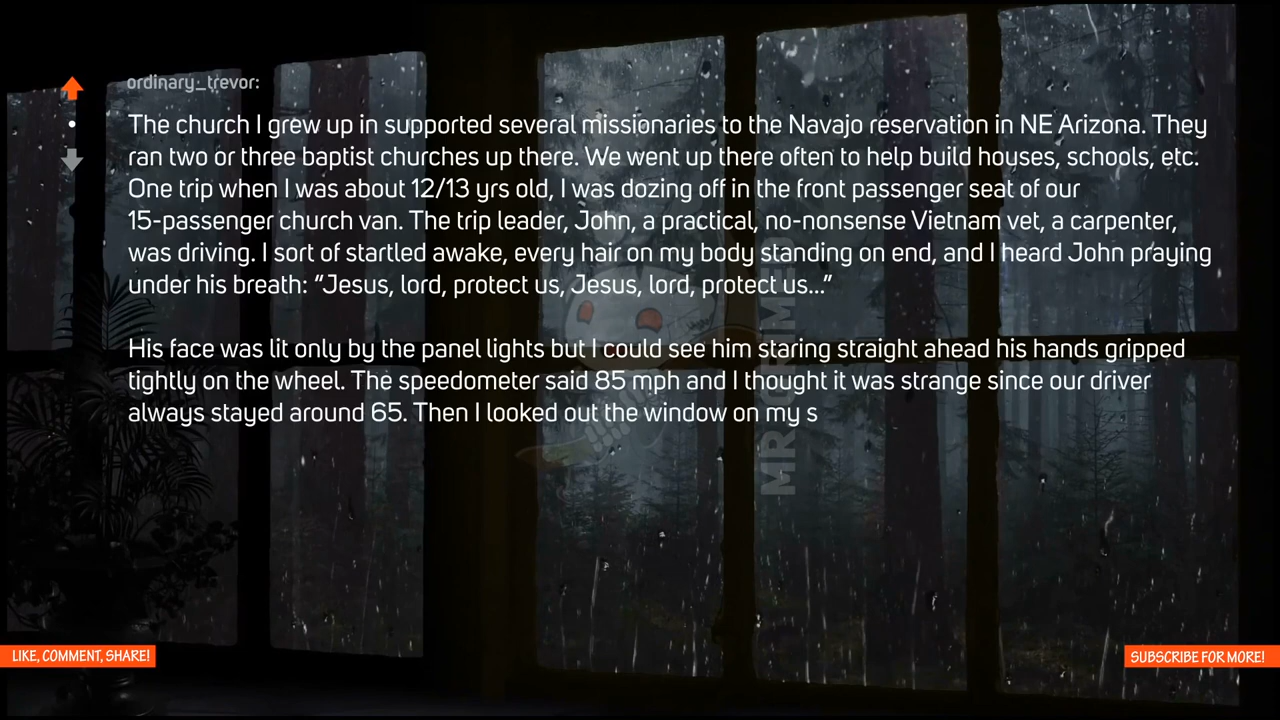 ordinary_trevor:
The church I grew up in supported several missionaries to the Navajo reservation in NE Arizona. They
ran two or three baptist churches up there. We went up there often to help build houses, schools, etc.
One trip when I was about 12/13 yrs old, I was dozing off in the front passenger seat of our
15-passenger church van. The trip leader, John, a practical, no-nonsense Vietnam vet, a carpenter,
was driving. I sort of startled awake, every hair on my body standing on end, and I heard John praying
under his breath: “Jesus, lord, protect us, Jesus, lord, protect us...”
His face was lit only by the panel lights but I could see him staring straight ahead his hands gripped
tightly on the wheel. The speedometer said 85 mph and I thought it was strange since our driver
always stayed around 65. Then I looked out the window on my s
LIKE, COMMENT, SHARE!
SUBSCRIBE FOR MORE!